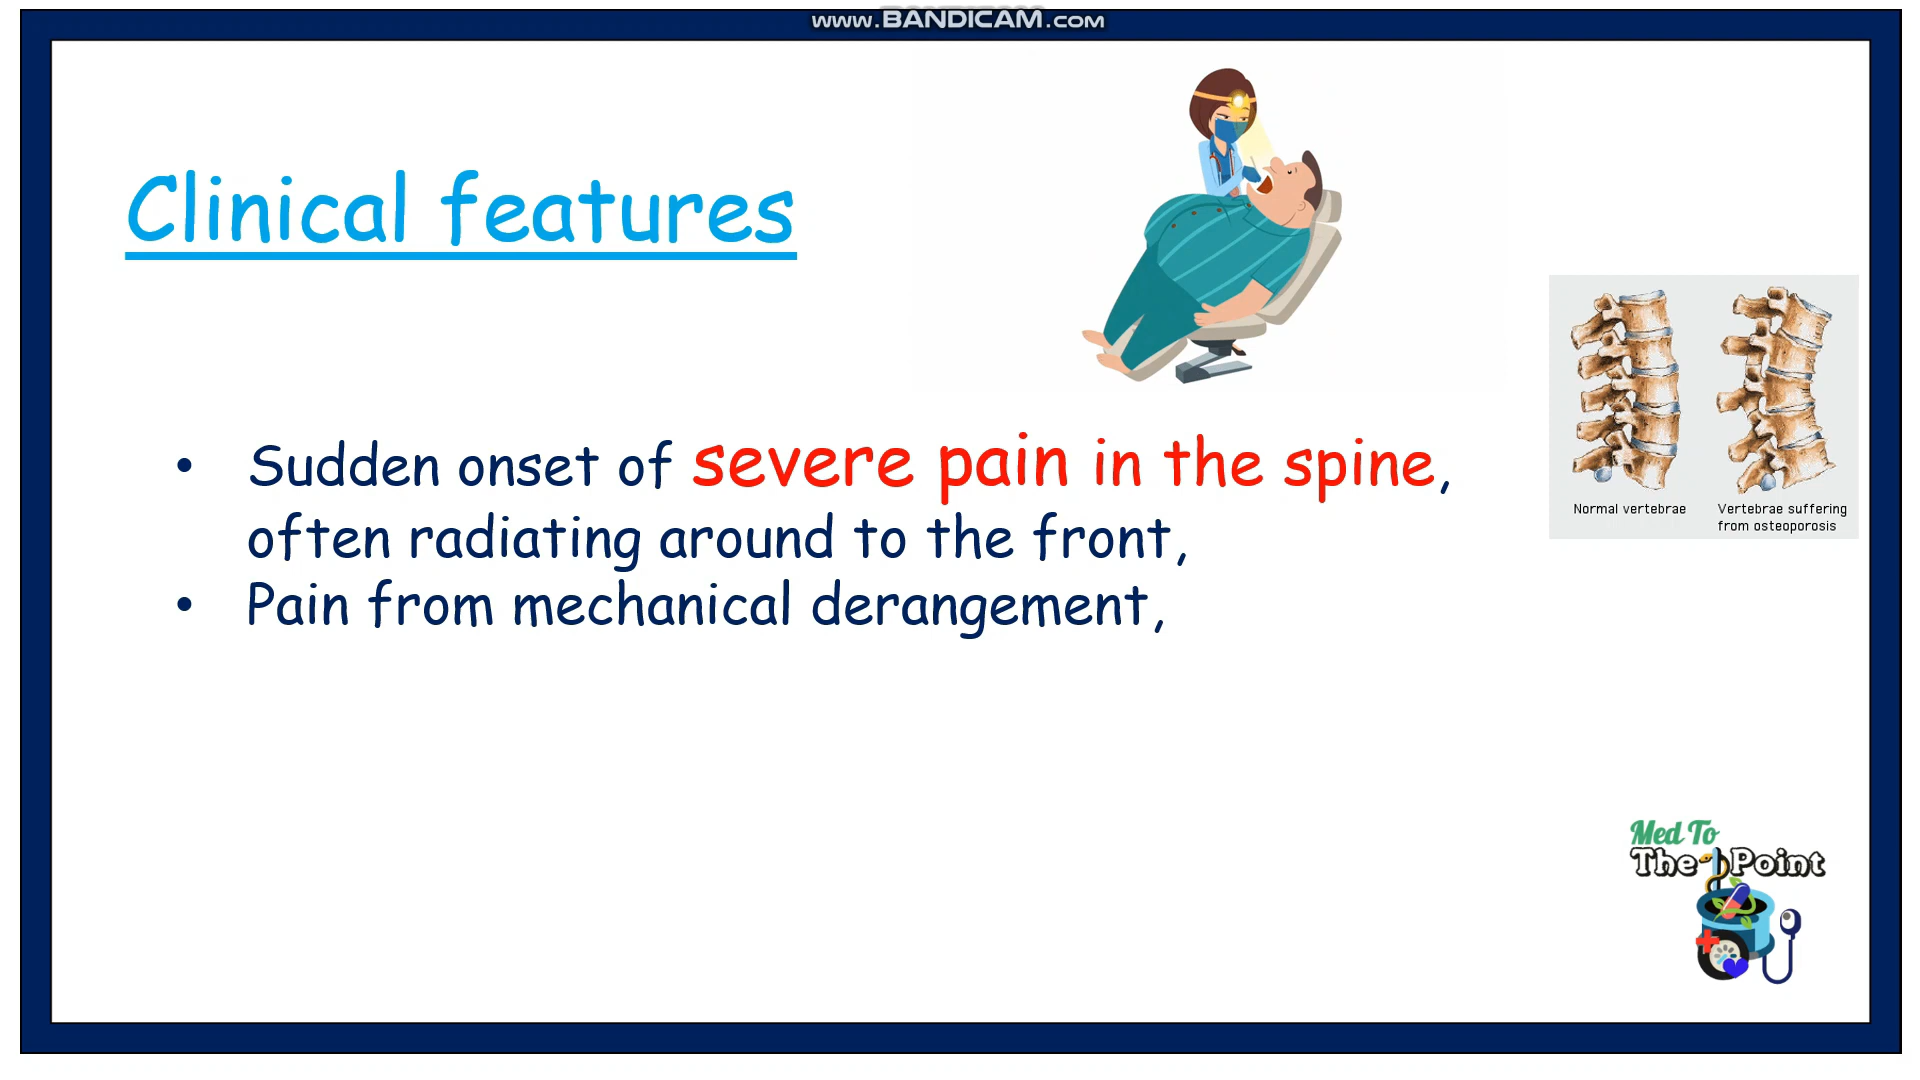 www.BANDICAM.com
Clinical features
• Sudden onset of severe pain in the spine,
often radiating around to the front,
• Pain from mechanical derangement,
Normal vertebrae
Vertebrae suffering
from osteoporosis
Med To
The Point